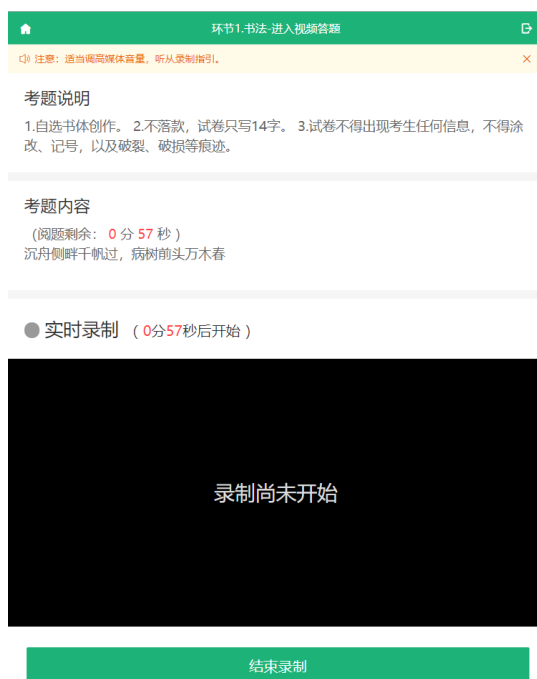 环节1.书法-进入视频答题
注意：适当调高媒体音量，听从录制指引。
考题说明
1.自选书体创作。 2.不落款，试卷只写14字。 3.试卷不得出现考生任何信息，不得涂
改、记号，以及破裂、破损等痕迹。
考题内容
（阅题剩余： 0 分 57 秒 ）
沉舟侧畔千帆过，病树前头万木春
实时录制 （ 0分57秒后开始 ）
录制尚未开始
结束录制